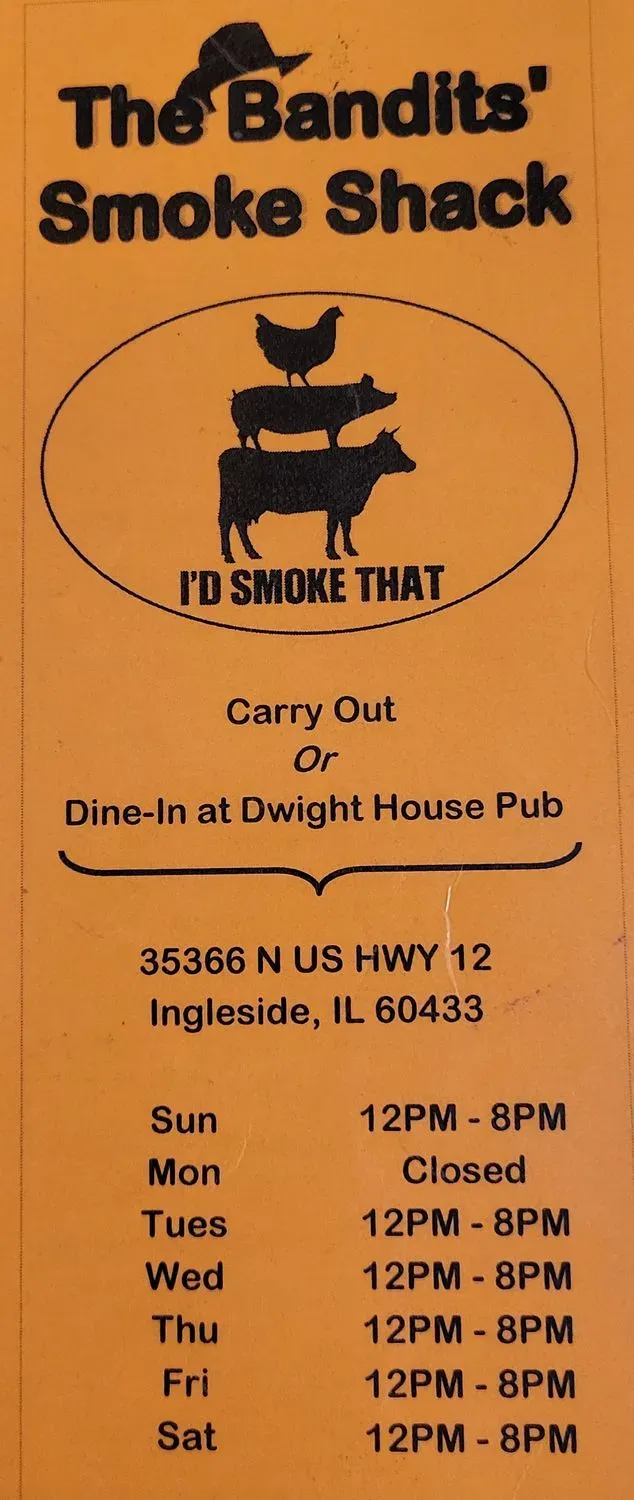 The Bandits'
Smoke Shack
I'D SMOKE THAT
Carry Out
Or
Dine-In at Dwight House Pub
35366 N US HWY 12
Ingleside, IL 60433
Sun 12PM - 8PM
Mon Closed
Tues 12PM - 8PM
Wed 12PM - 8PM
Thu 12PM - 8PM
Fri 12PM - 8PM
Sat 12PM - 8PM